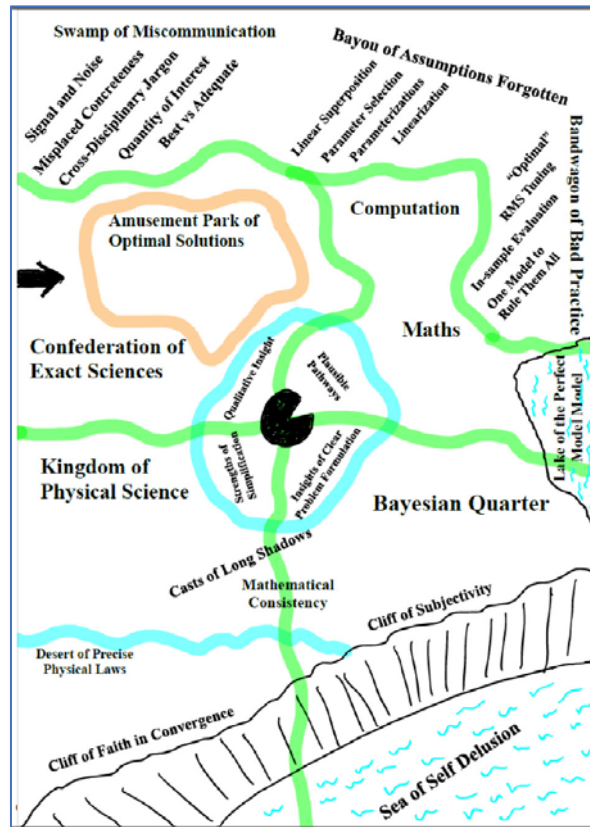 Swamp of Miscommunication
Signal and Noise
Misplaced Concreteness
Cross-Disciplinary Jargon
Quantity of Interest
Best vs Adequate
Bayou of Assumptions Forgotten
Linear Superposition
Parameter Selection
Parameterizations
Linearization
Bandwagon of Bad Practice
"Optimal"
RMS Tuning
In-sample Evaluation
One Model to
Rule Them All
Amusement Park of
Optimal Solutions
Computation
Maths
Confederation of
Exact Sciences
Qualitative Insight
Plausible
Pathways
Strengths of
Simplification
Insights of Clear
Problem Formulation
Lake of the Perfect
Model Model
Kingdom of
Physical Science
Bayesian Quarter
Casts of Long Shadows
Mathematical
Consistency
Desert of Precise
Physical Laws
Cliff of Subjectivity
Cliff of Faith in Convergence
Sea of Self Delusion